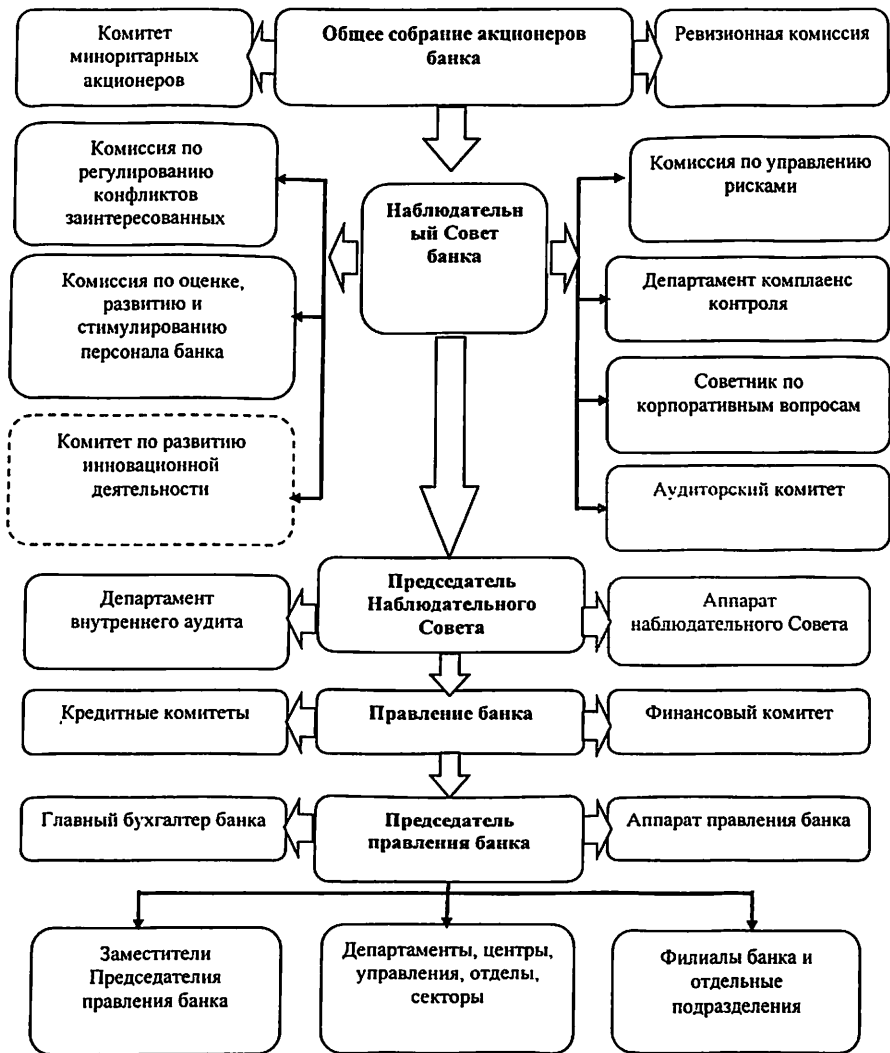 Комитет
миноритарных
акционеров
Общее собрание акционеров
банка
Ревизионная комиссия
Комиссия по
регулированию
конфликтов
заинтересованных
Наблюдательн
ый Совет
банка
Комиссия по управлению
рисками
Комиссия по оценке,
развитию и
стимулированию
персонала банка
Департамент комплаенс
контроля
Советник по
корпоративным вопросам
Комитет по развитию
инновационной
деятельности
Аудиторский комитет
Департамент
внутреннего аудита
Председатель
Наблюдательного
Совета
Аппарат
наблюдательного Совета
Кредитные комитеты
Правление банка
Финансовый комитет
Главный бухгалтер банка
Председатель
правления банка
Аппарат правления банка
Заместители
Председателия
правления банка
Департаменты, центры,
управления, отделы,
секторы
Филиалы банка и
отдельные
подразделения